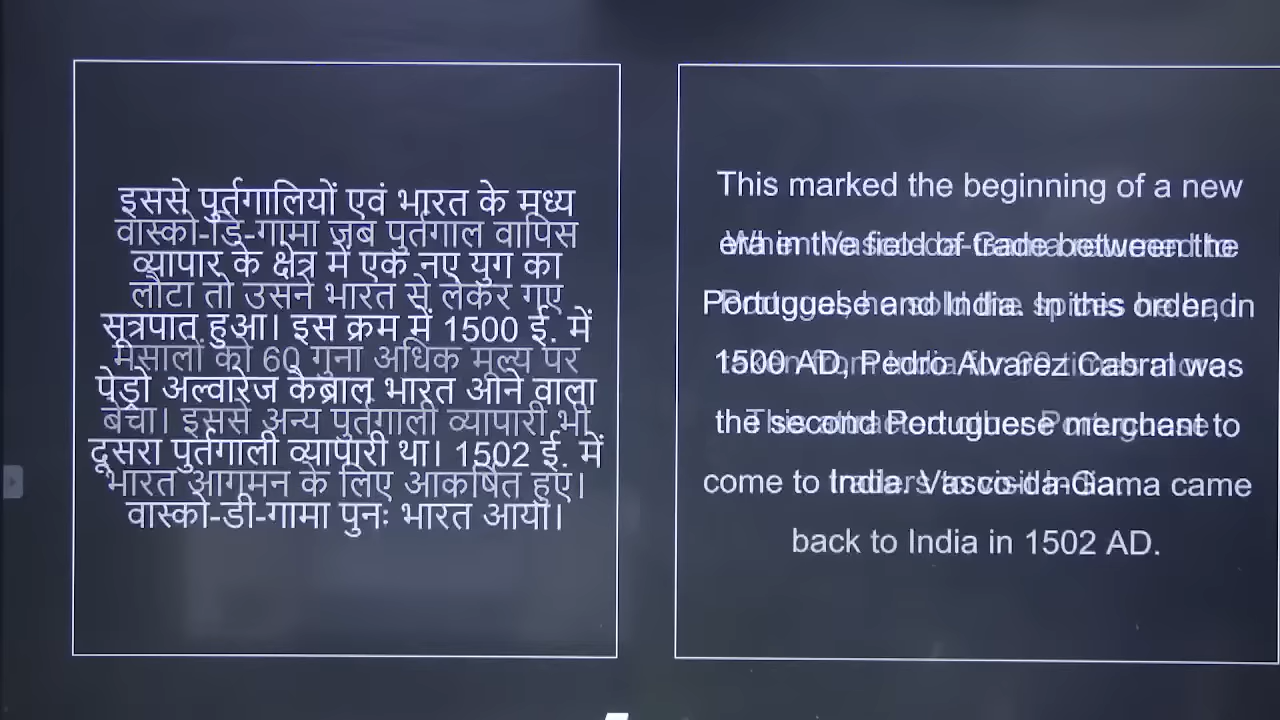 इससे पुर्तगालियों एवं भारत के मध्य
वास्को-डि-गामा जब पुर्तगाल वापिस
व्यापार के क्षेत्र में एक नए युग का
लौटा तो उसने भारत से लेकर गए
सूत्रपात हुआ। इस क्रम में 1500 ई. में
मसालों को 60 गुना अधिक मूल्य पर
पेड्रो अल्वारेज कैब्राल भारत आने वाला
बेचा। इससे अन्य पुर्तगाली व्यापारी भी
दूसरा पुर्तगाली व्यापारी था। 1502 ई. में
भारत आगमन के लिए आकर्षित हुए।
वास्को-डी-गामा पुनः भारत आया।
This marked the beginning of a new
era in the field of trade between the
Portuguese and India. In this order, in
1500 AD, Pedro Alvarez Cabral was
the second Portuguese merchant to
come to India. Vasco-da-Gama came
back to India in 1502 AD.